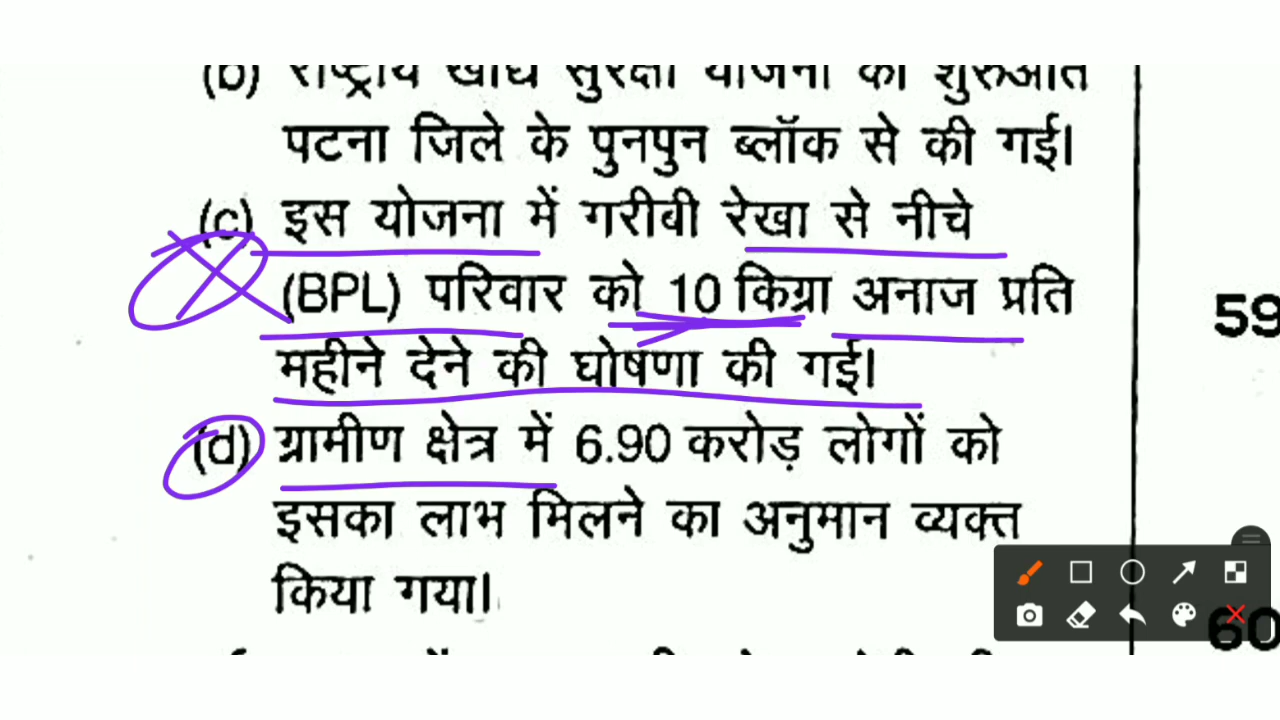 (b) राष्ट्रीय खाद्य सुरक्षा योजना की शुरुआत
पटना जिले के पुनपुन ब्लॉक से की गई।
(c) इस योजना में गरीबी रेखा से नीचे
(BPL) परिवार को 10 किग्रा अनाज प्रति
महीने देने की घोषणा की गई।
(d) ग्रामीण क्षेत्र में 6.90 करोड़ लोगों को
इसका लाभ मिलने का अनुमान व्यक्त
किया गया।
59
60